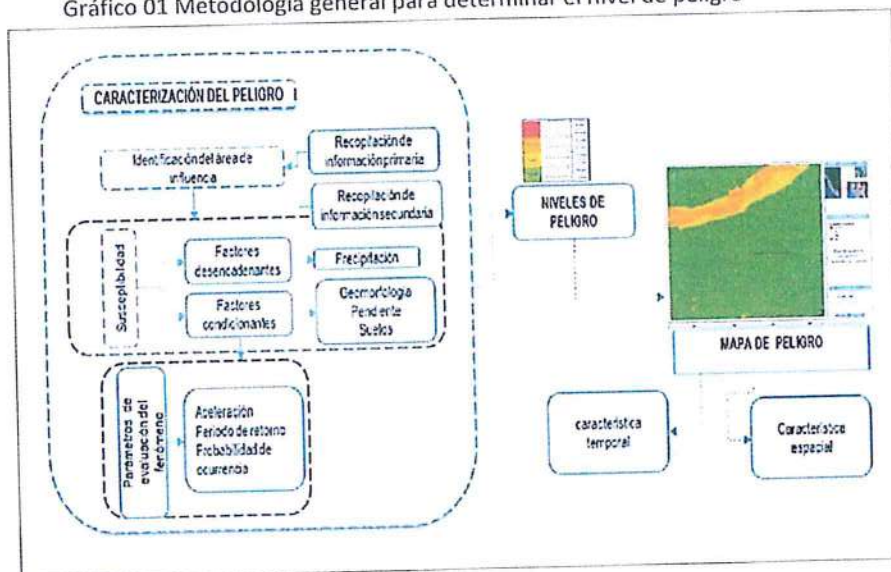 Gráfico 01 Metodología general para determinar el nivel de peligro
CARACTERIZACIÓN DEL PELIGRO
Identificación del área de
influencia
Recopilación de
información primaria
Recopilación de
información secundaria
Susceptibilidad
Factores
desencadenantes
Precipitación
Factores
condicionantes
Geomorfología
Pendiente
Suelos
Parámetros de
evaluación del
fenómeno
Aceleración
Periodo de retorno
Probabilidad de
ocurrencia
NIVELES DE
PELIGRO
MAPA DE PELIGRO
característica
temporal
Característica
espacial